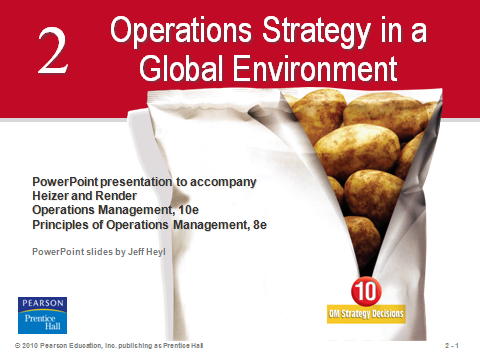 2
Operations Strategy in a
Global Environment
PowerPoint presentation to accompany
Heizer and Render
Operations Management, 10e
Principles of Operations Management, 8e
PowerPoint slides by Jeff Heyl
10
OM Strategy Decisions
PEARSON
Prentice
Hall
© 2010 Pearson Education, Inc. publishing as Prentice Hall
2 - 1